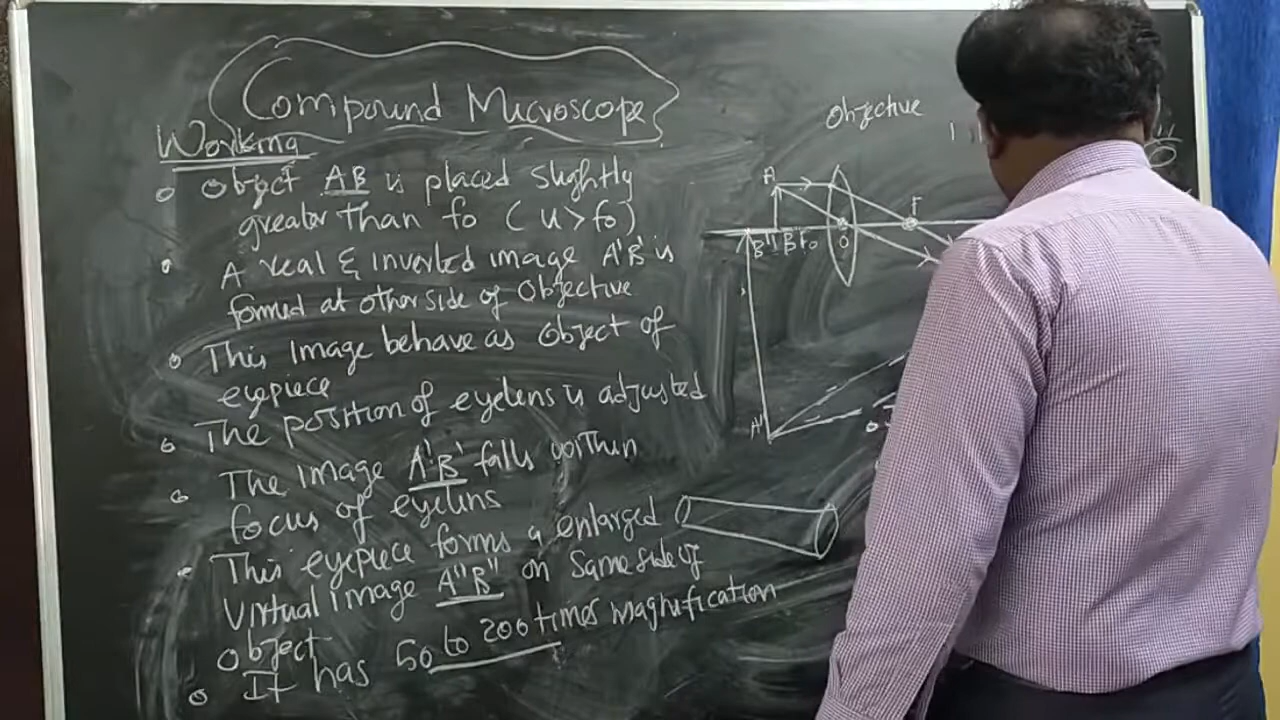 Compound Microscope
Working
Object AB is placed slightly
greater than fo (u > fo)
A real & inverted image A'B' is
formed at other side of Objective
This Image behave as Object of
eyepiece
The position of eyelens is adjusted
The Image A'B' falls within
focus of eyelens
This eyepiece forms a enlarged
Virtual image A"B" on Same side of
Object
It has 50 to 200 times magnification
Objective
A
F
B" B Fo O
A"